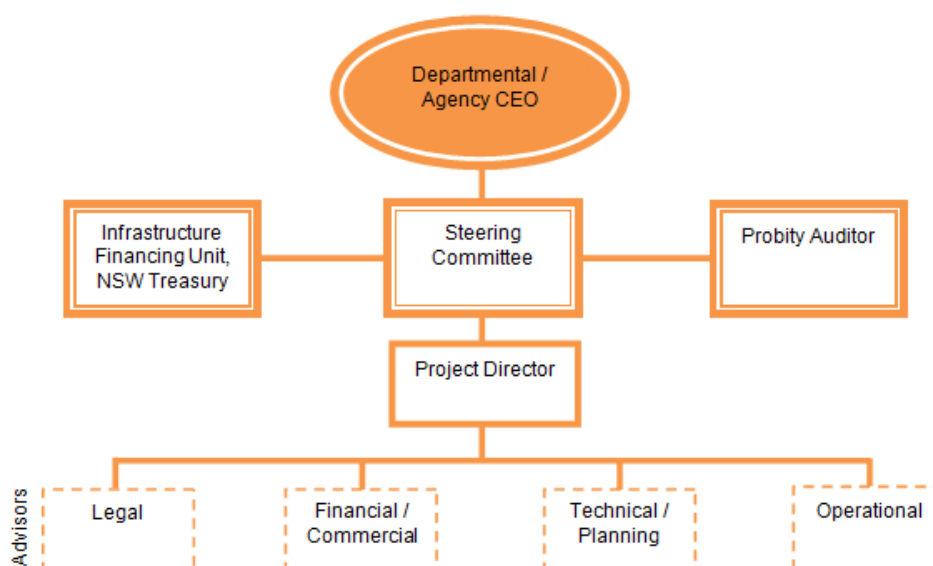 Departmental /
Agency CEO
Infrastructure
Financing Unit,
NSW Treasury
Steering
Committee
Probity Auditor
Project Director
Advisors
Legal
Financial /
Commercial
Technical /
Planning
Operational